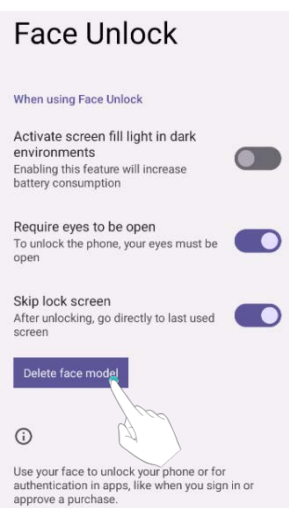 Face Unlock
When using Face Unlock
Activate screen fill light in dark
environments
Enabling this feature will increase
battery consumption
Require eyes to be open
To unlock the phone, your eyes must be
open
Skip lock screen
After unlocking, go directly to last used
screen
Delete face model
Use your face to unlock your phone or for
authentication in apps, like when you sign in or
approve a purchase.